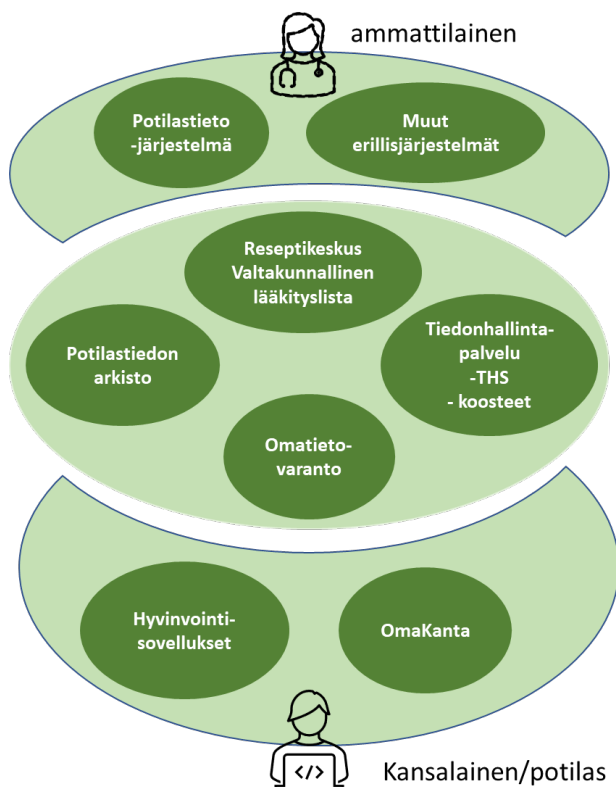 ammattilainen
Potilastieto
-järjestelmä
Muut
erillisjärjestelmät
Reseptikeskus
Valtakunnallinen
lääkityslista
Potilastiedon
arkisto
Tiedonhallinta-
palvelu
-THS
- koosteet
Omatieto-
varanto
Hyvinvointi-
sovellukset
OmaKanta
</>
Kansalainen/potilas